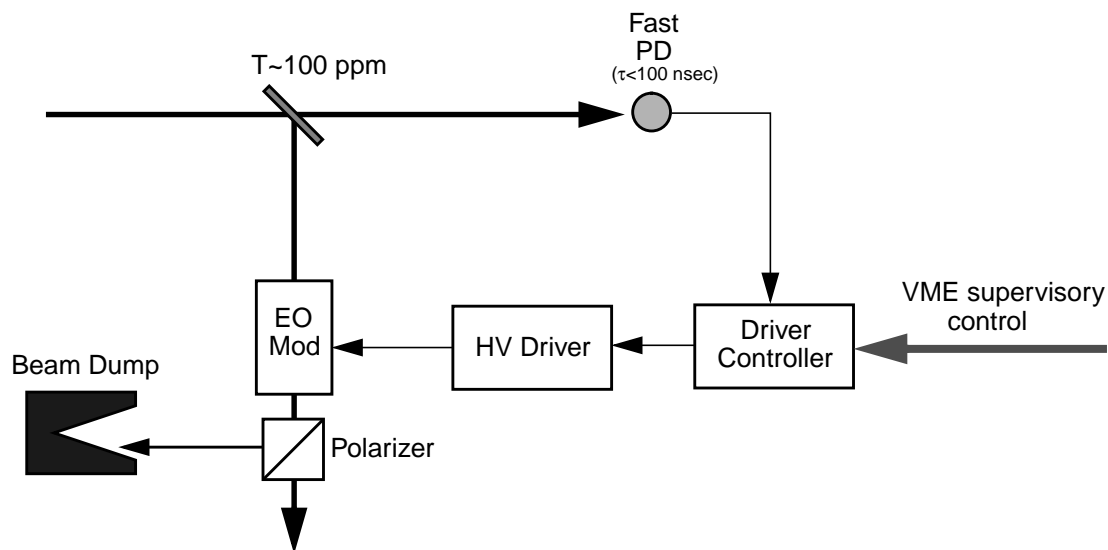 Fast
PD
(τ<100 nsec)
T~100 ppm
VME supervisory
control
EO
Mod
HV Driver
Driver
Controller
Beam Dump
Polarizer